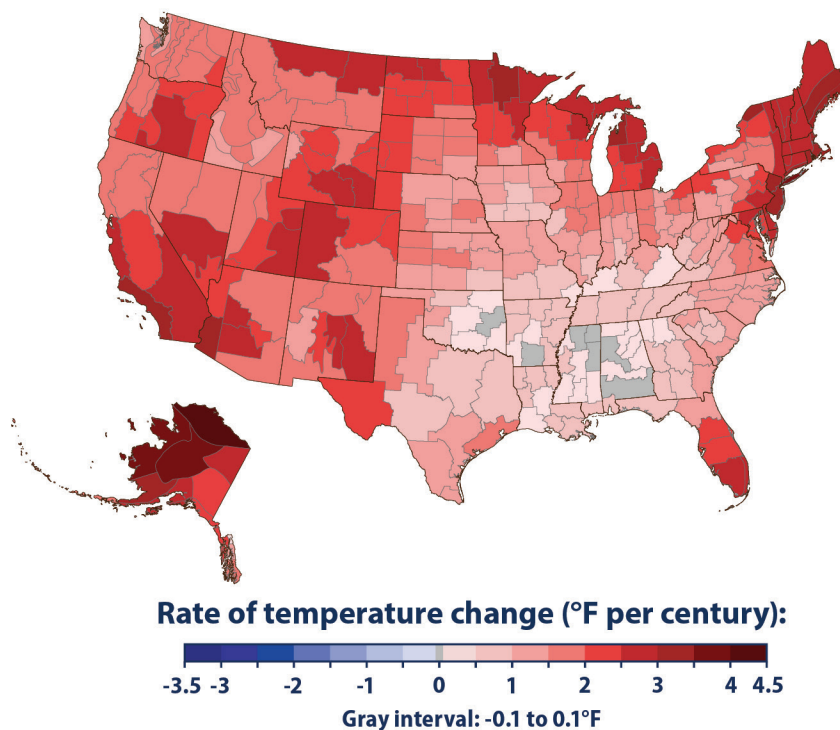 Rate of temperature change (°F per century):
-3.5 -3 -2 -1 0 1 2 3 4 4.5
Gray interval: -0.1 to 0.1°F